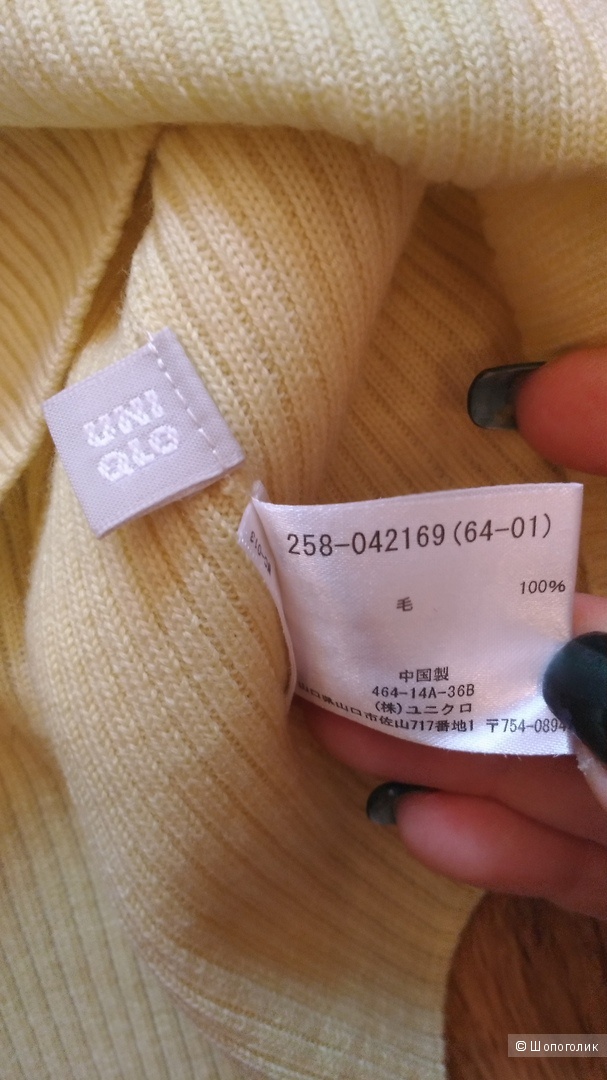 UNI
QLO
258-042169(64-01)
毛 100%
中国製
464-14A-36B
(株)ユニクロ
山口県山口市佐山717番地1 〒754-0894
© Шопоголик